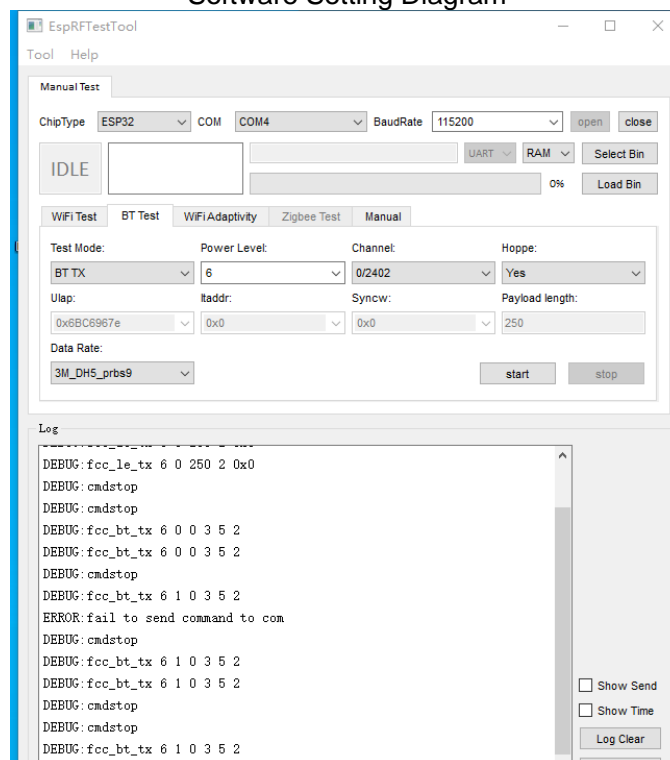 Software Setting Diagram
EspRFTestTool
Tool Help
Manual Test
ChipType ESP32 COM COM4 BaudRate 115200 open close
IDLE UART RAM Select Bin
0% Load Bin
WiFi Test BT Test WiFi Adaptivity Zigbee Test Manual
Test Mode: Power Level: Channel: Hoppe:
BT TX 6 0/2402 Yes
Ulap: ltaddr: Syncw: Payload length:
0x6BC6967e 0x0 0x0 250
Data Rate:
3M_DH5_prbs9 start stop
Log
DEBUG:fcc_le_tx 6 0 250 2 0x0
DEBUG:cmdstop
DEBUG:cmdstop
DEBUG:fcc_bt_tx 6 0 0 3 5 2
DEBUG:fcc_bt_tx 6 0 0 3 5 2
DEBUG:cmdstop
DEBUG:fcc_bt_tx 6 1 0 3 5 2
ERROR:fail to send command to com
DEBUG:cmdstop
DEBUG:fcc_bt_tx 6 1 0 3 5 2
DEBUG:fcc_bt_tx 6 1 0 3 5 2
Show Send
DEBUG:cmdstop
Show Time
DEBUG:cmdstop
Log Clear
DEBUG:fcc_bt_tx 6 1 0 3 5 2